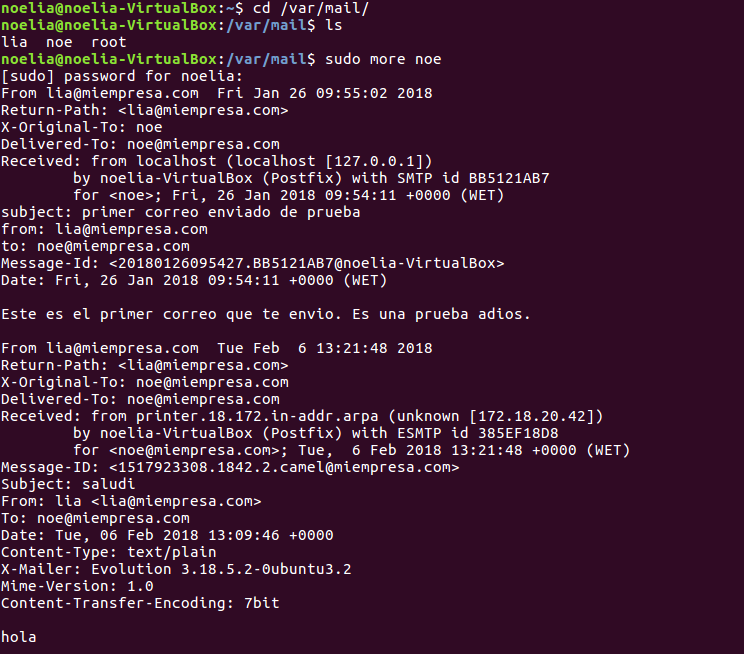 noelia@noelia-VirtualBox:~$ cd /var/mail/
noelia@noelia-VirtualBox:/var/mail$ ls
lia  noe  root
noelia@noelia-VirtualBox:/var/mail$ sudo more noe
[sudo] password for noelia:
From lia@miempresa.com  Fri Jan 26 09:55:02 2018
Return-Path: <lia@miempresa.com>
X-Original-To: noe
Delivered-To: noe@miempresa.com
Received: from localhost (localhost [127.0.0.1])
        by noelia-VirtualBox (Postfix) with SMTP id BB5121AB7
        for <noe>; Fri, 26 Jan 2018 09:54:11 +0000 (WET)
subject: primer correo enviado de prueba
from: lia@miempresa.com
to: noe@miempresa.com
Message-Id: <20180126095427.BB5121AB7@noelia-VirtualBox>
Date: Fri, 26 Jan 2018 09:54:11 +0000 (WET)

Este es el primer correo que te envio. Es una prueba adios.

From lia@miempresa.com  Tue Feb  6 13:21:48 2018
Return-Path: <lia@miempresa.com>
X-Original-To: noe@miempresa.com
Delivered-To: noe@miempresa.com
Received: from printer.18.172.in-addr.arpa (unknown [172.18.20.42])
        by noelia-VirtualBox (Postfix) with ESMTP id 385EF18D8
        for <noe@miempresa.com>; Tue,  6 Feb 2018 13:21:48 +0000 (WET)
Message-ID: <1517923308.1842.2.camel@miempresa.com>
Subject: saludi
From: lia <lia@miempresa.com>
To: noe@miempresa.com
Date: Tue, 06 Feb 2018 13:09:46 +0000
Content-Type: text/plain
X-Mailer: Evolution 3.18.5.2-0ubuntu3.2
Mime-Version: 1.0
Content-Transfer-Encoding: 7bit

hola